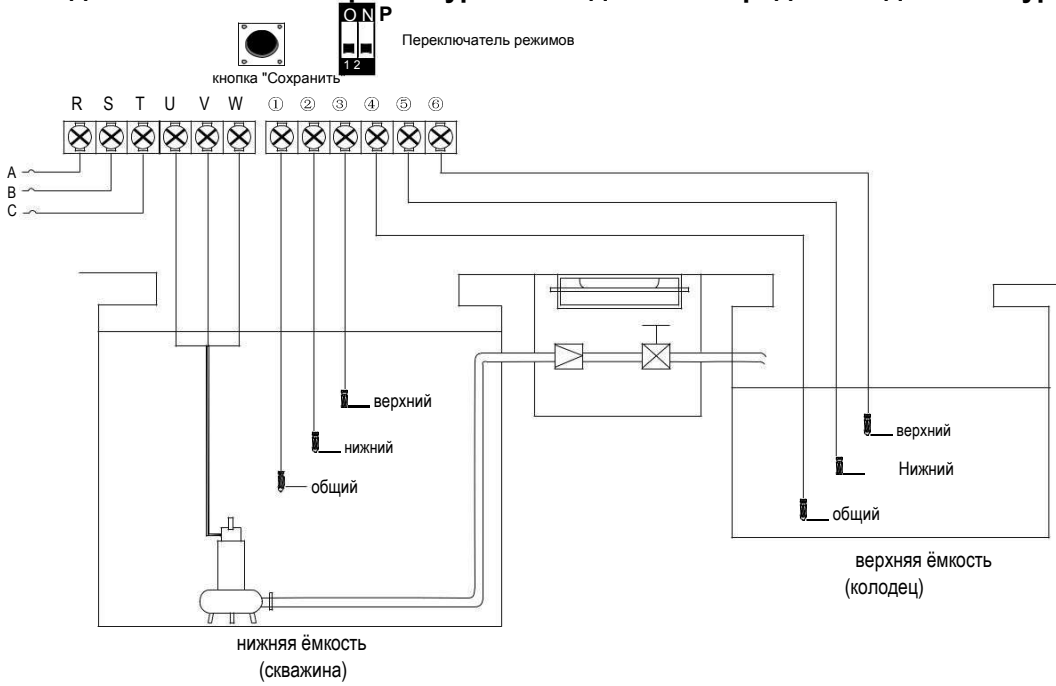 ON P
1 2
Переключатель режимов
кнопка "Сохранить"
R S T U V W ① ② ③ ④ ⑤ ⑥
A
B
C
верхний
нижний
общий
верхний
Нижний
общий
верхняя ёмкость
(колодец)
нижняя ёмкость
(скважина)